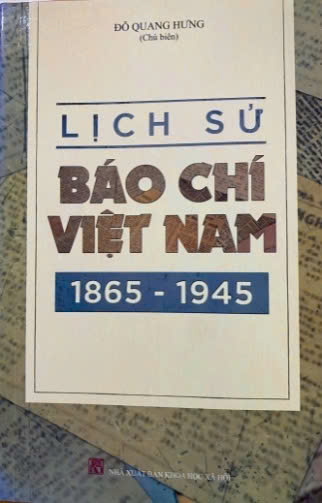 ĐỖ QUANG HƯNG
(Chủ biên)
LỊCH SỬ
BÁO CHÍ
VIỆT NAM
1865 - 1945
NHÀ XUẤT BẢN KHOA HỌC XÃ HỘI